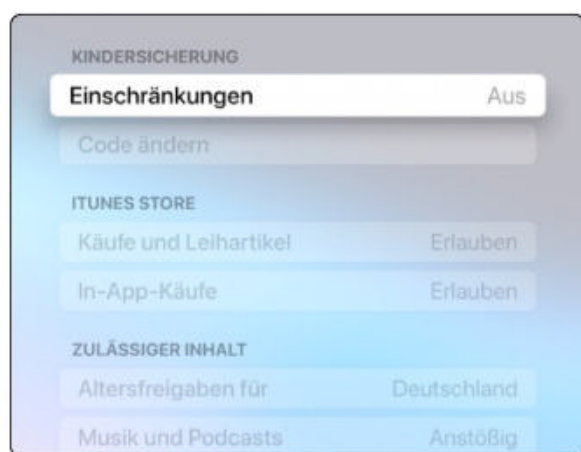 KINDERSICHERUNG
Einschränkungen Aus
Code ändern
ITUNES STORE
Käufe und Leihartikel Erlauben
In-App-Käufe Erlauben
ZULÄSSIGER INHALT
Altersfreigaben für Deutschland
Musik und Podcasts Anstößig